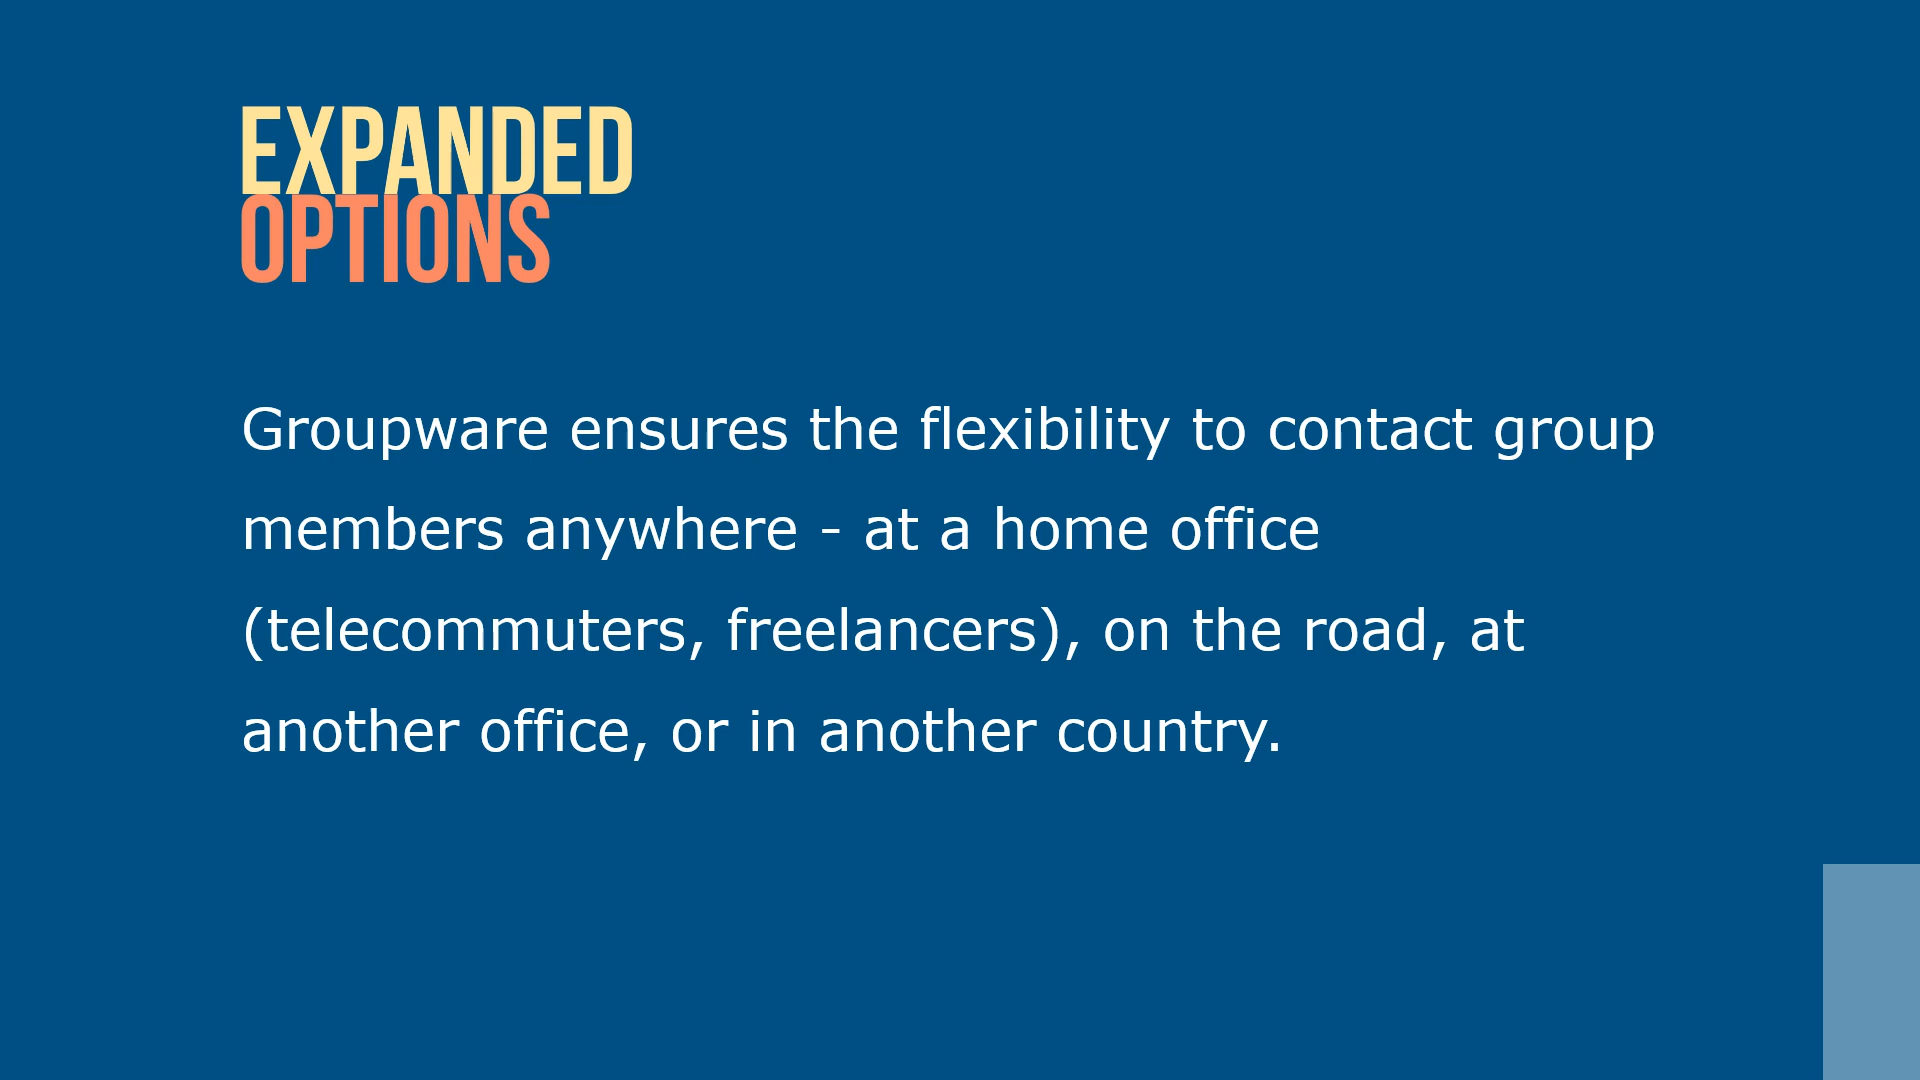 EXPANDED
OPTIONS
Groupware ensures the flexibility to contact group
members anywhere - at a home office
(telecommuters, freelancers), on the road, at
another office, or in another country.